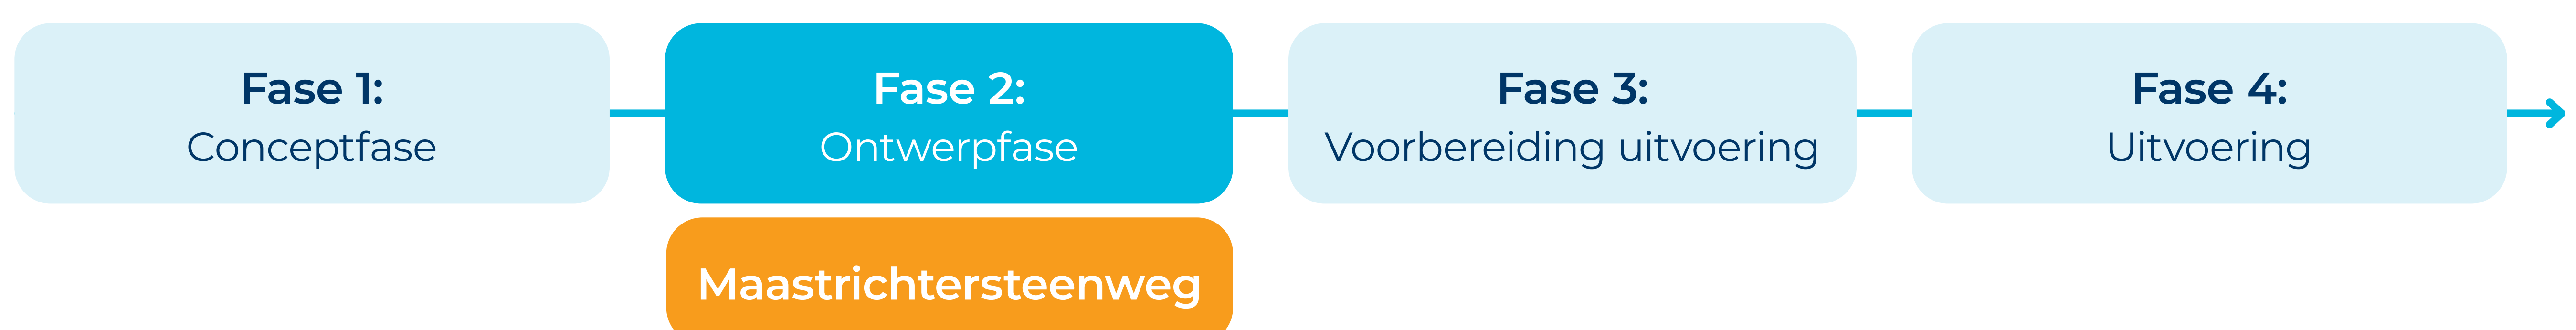 Fase 1:
Conceptfase
Fase 2:
Ontwerpfase
Maastrichtersteenweg
Fase 3:
Voorbereiding uitvoering
Fase 4:
Uitvoering